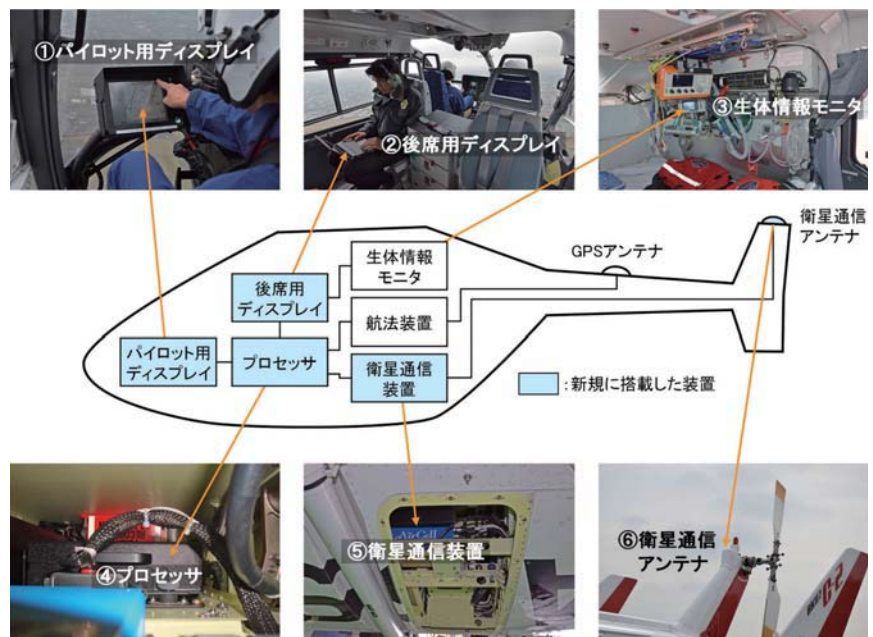 ①パイロット用ディスプレイ
②後席用ディスプレイ
③生体情報モニタ
衛星通信
アンテナ
GPSアンテナ
生体情報
モニタ
後席用
ディスプレイ
航法装置
パイロット用
ディスプレイ
プロセッサ
衛星通信
装置
:新規に搭載した装置
④プロセッサ
AirCell
⑤衛星通信装置
⑥衛星通信
アンテナ
C-2